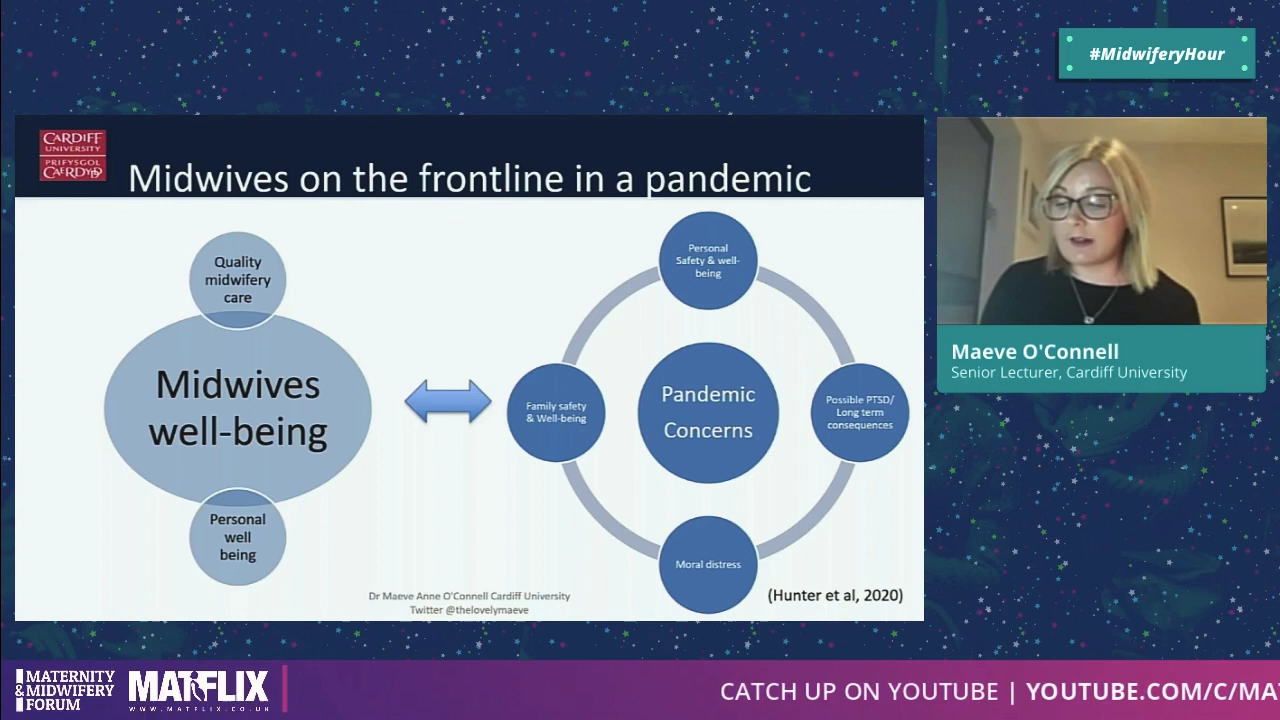 #MidwiferyHour
CARDIFF
UNIVERSITY
PRIFYSGOL
CAERDYDD
Midwives on the frontline in a pandemic
Quality
midwifery
care
Midwives
well-being
Personal
well
being
Personal
Safety & well-
being
Family safety
& Well-being
Pandemic
Concerns
Possible PTSD/
Long term
consequences
Moral distress
Dr Maeve Anne O'Connell Cardiff University
Twitter @thelovelymaeve
(Hunter et al, 2020)
Maeve O'Connell
Senior Lecturer, Cardiff University
MATERNITY
&MIDWIFERY
FORUM
MATFLIX
WWW.MATFLIX.CO.UK
CATCH UP ON YOUTUBE | YOUTUBE.COM/C/MAT